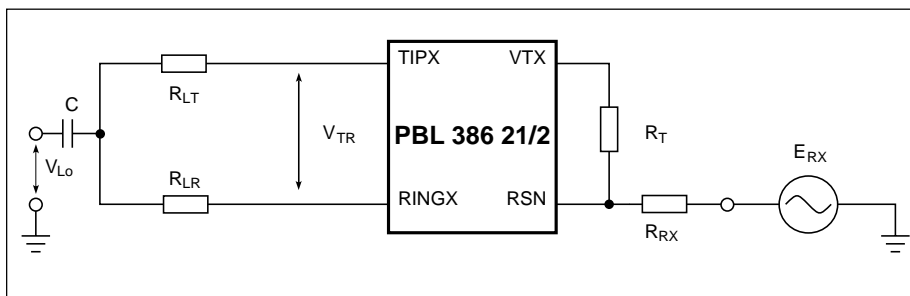 TIPX
VTX
R_LT
C
V_TR
PBL 386 21/2
R_T
E_RX
V_Lo
R_LR
RINGX
RSN
R_RX